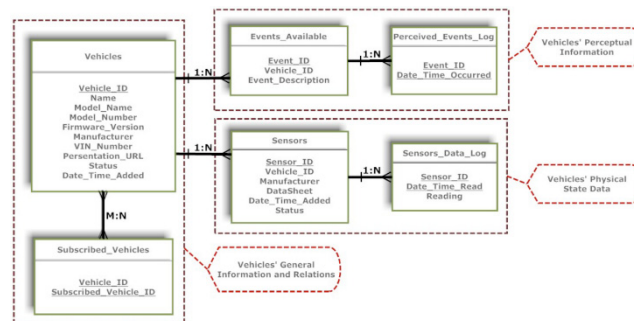 Vehicles
Vehicle_ID
Name
Model_Name
Model_Number
Firmware_Version
Manufacturer
VIN_Number
Persentation_URL
Status
Date_Time_Added
M:N
Subscribed_Vehicles
Vehicle_ID
Subscribed_Vehicle_ID
1:N
Events_Available
Event_ID
Vehicle_ID
Event_Description
1:N
Perceived_Events_Log
Event_ID
Date_Time_Occurred
Vehicles' Perceptual
Information
1:N
Sensors
Sensor_ID
Vehicle_ID
Manufacturer
DataSheet
Date_Time_Added
Status
1:N
Sensors_Data_Log
Sensor_ID
Date_Time_Read
Reading
Vehicles' Physical
State Data
Vehicles' General
Information and Relations